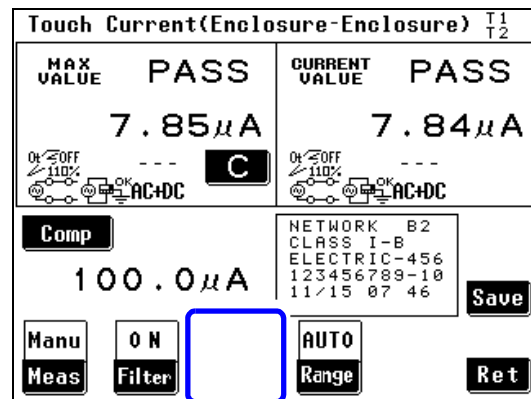 Touch Current(Enclosure-Enclosure) T1 T2
MAX VALUE PASS
CURRENT VALUE PASS
7.85μA
7.84μA
OFF
110%
OK
---
AC+DC
C
OFF
110%
OK
---
AC+DC
Comp
100.0μA
NETWORK B2
CLASS I-B
ELECTRIC-456
123456789-10
11/15 07 46
Save
Manu
Meas
ON
Filter
AUTO
Range
Ret